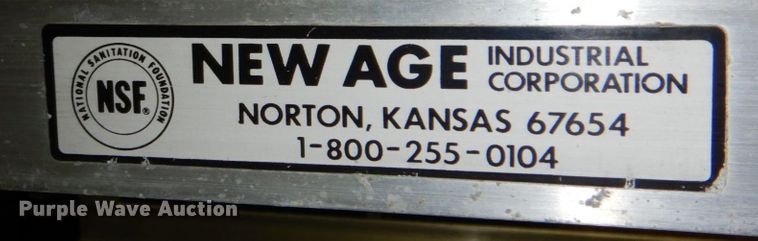 NATIONAL SANITATION FOUNDATION
NSF®
NEW AGE INDUSTRIAL
CORPORATION
NORTON, KANSAS 67654
1-800-255-0104
Purple Wave Auction